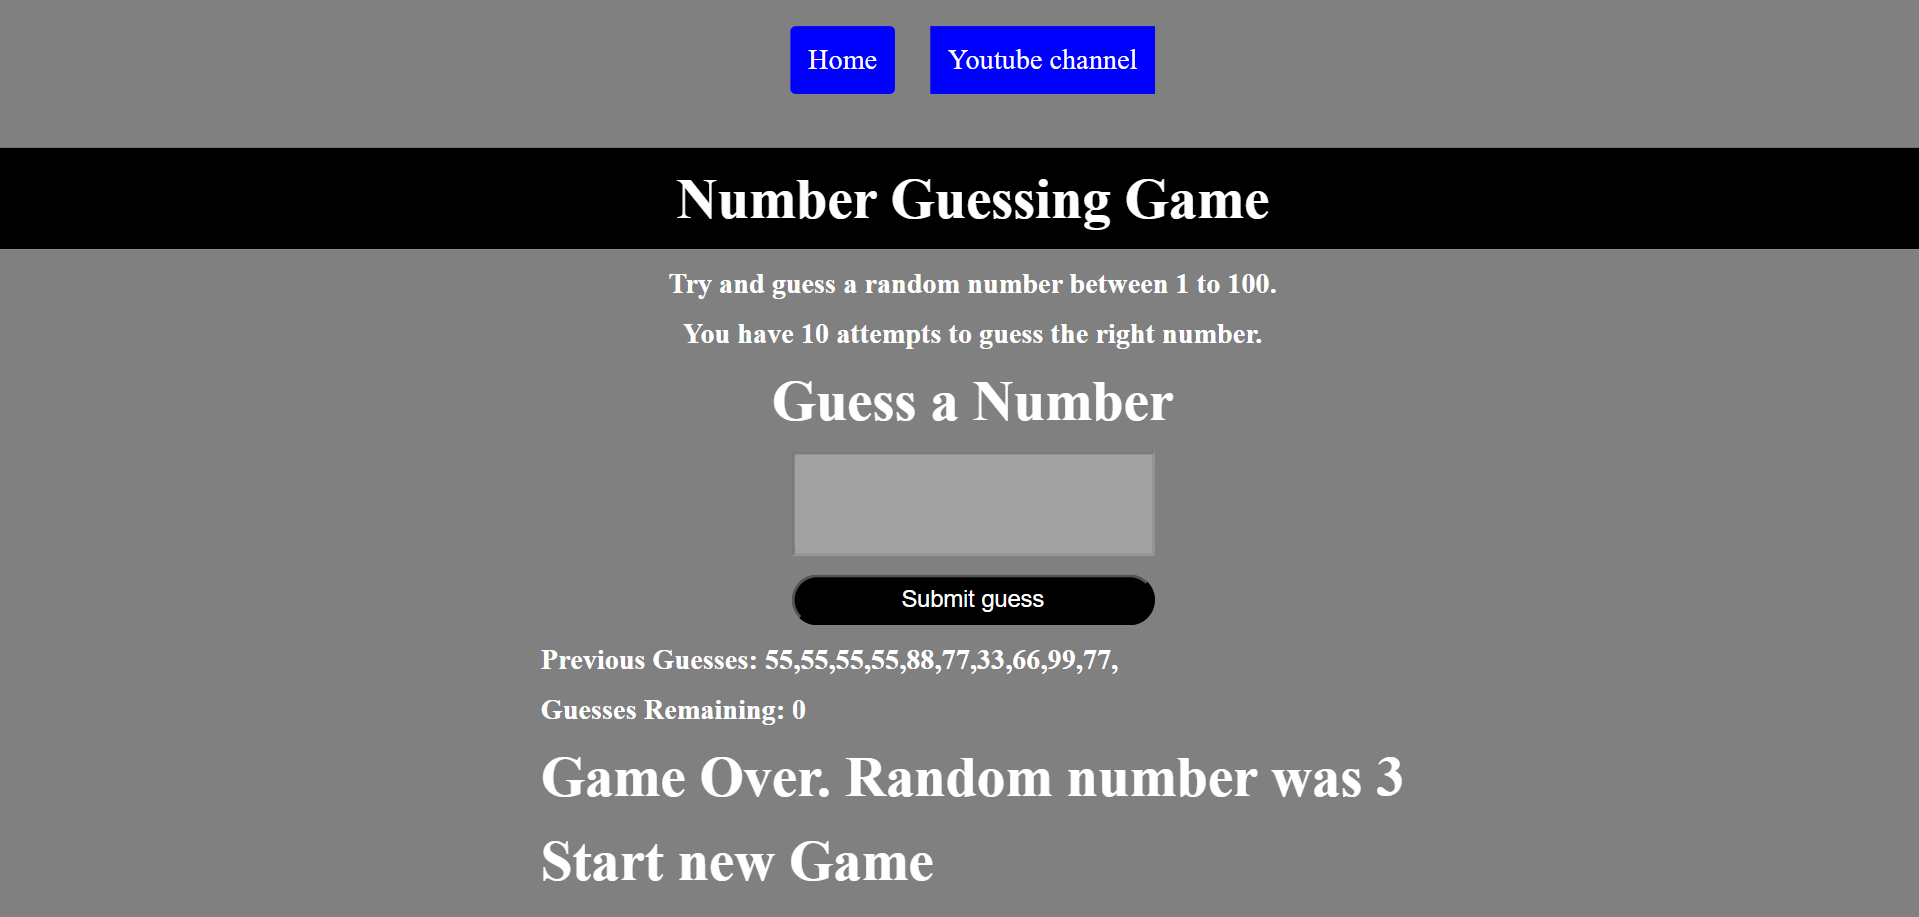 Home Youtube channel
Number Guessing Game
Try and guess a random number between 1 to 100.
You have 10 attempts to guess the right number.
Guess a Number
Submit guess
Previous Guesses: 55,55,55,55,88,77,33,66,99,77,
Guesses Remaining: 0
Game Over. Random number was 3
Start new Game